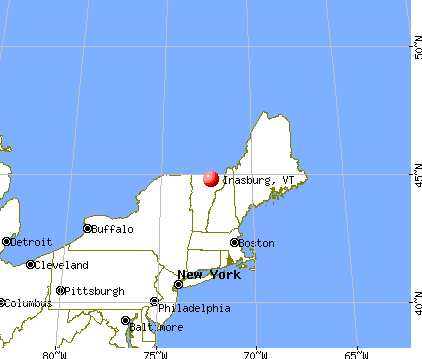 50°N
Irasburg, VT
45°N
Buffalo
Detroit
Boston
Cleveland
New York
Pittsburgh
Columbus
Philadelphia
40°N
Baltimore
80°W
75°W
70°W
65°W